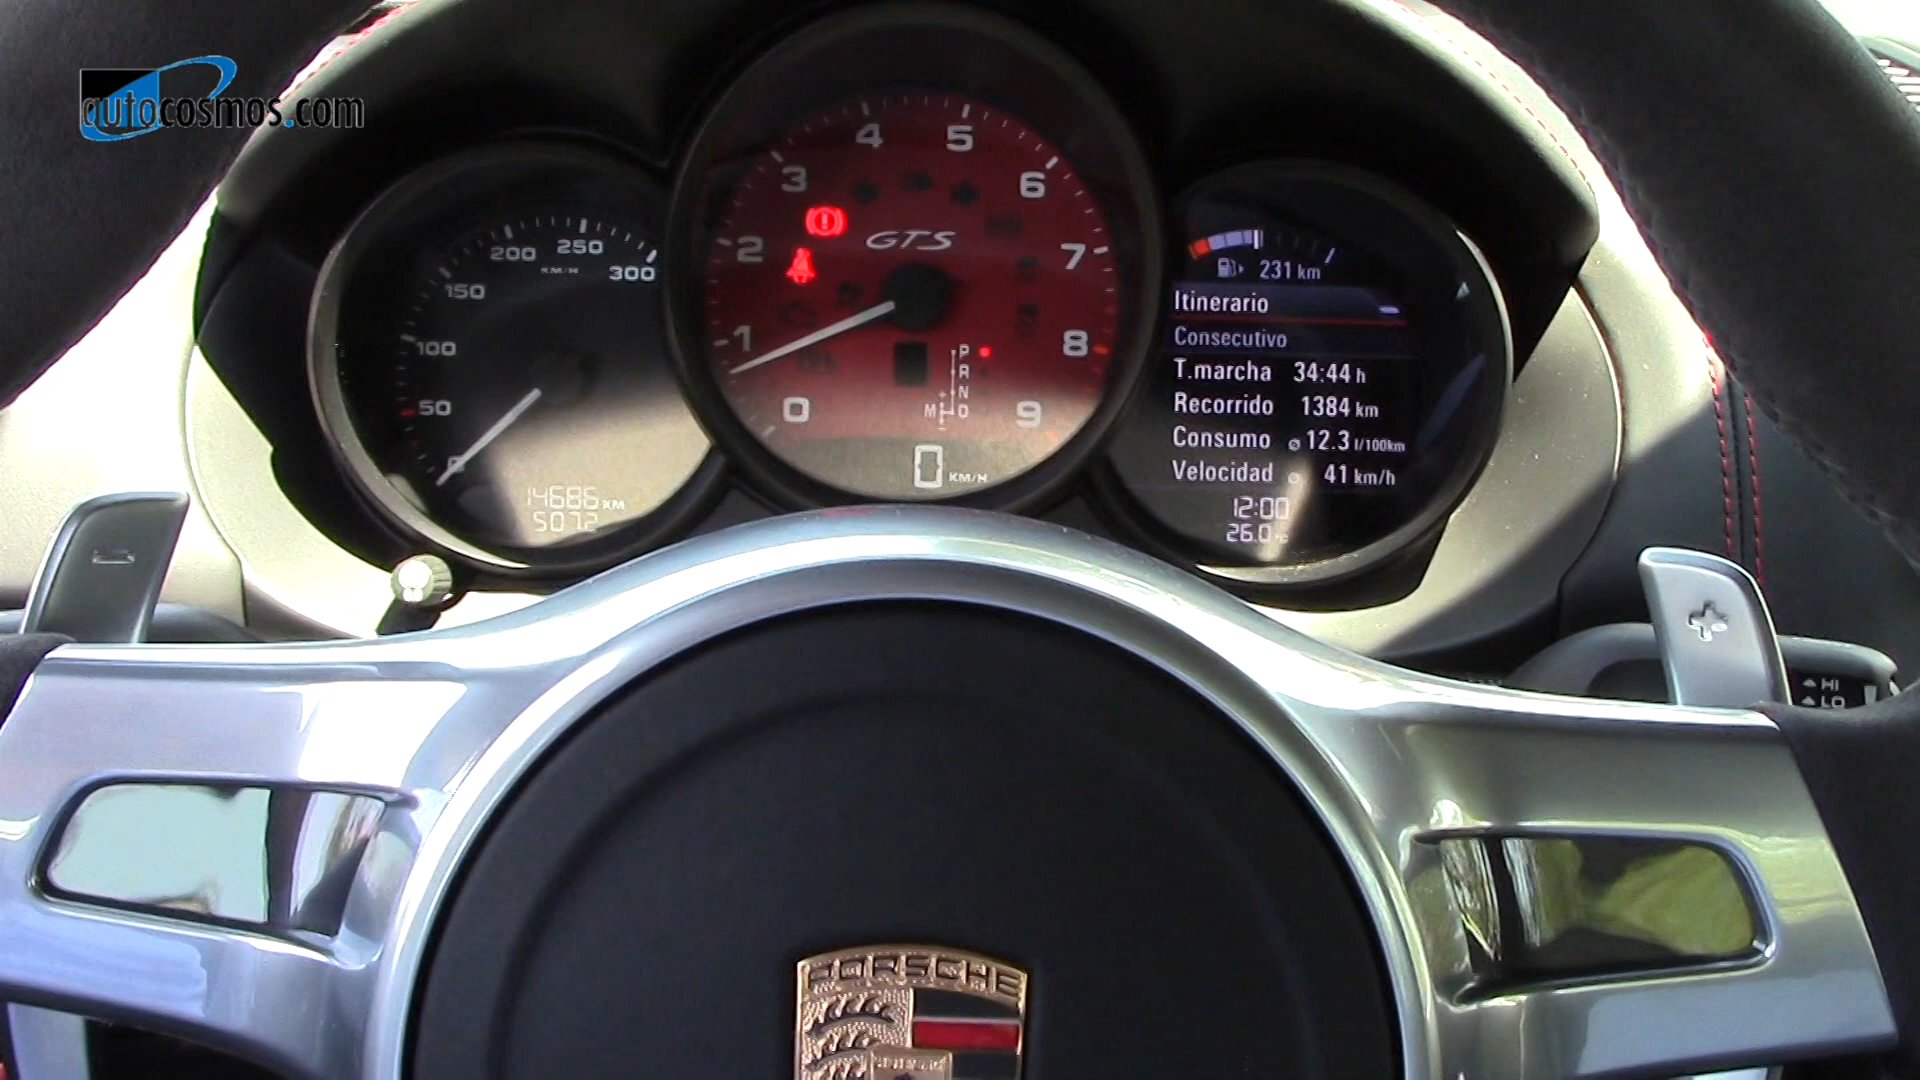 autocosmos.com
0
50
100
150
200
250
300
KM/H
14686 KM
5072
0
1
2
3
4
5
6
7
8
9
GTS
P
R
N
M D
0 KM/H
231 km
Itinerario
Consecutivo
T.marcha 34:44 h
Recorrido 1384 km
Consumo ⌀ 12.3 l/100km
Velocidad ⌀ 41 km/h
12:00
26.0
HI
LO
PORSCHE